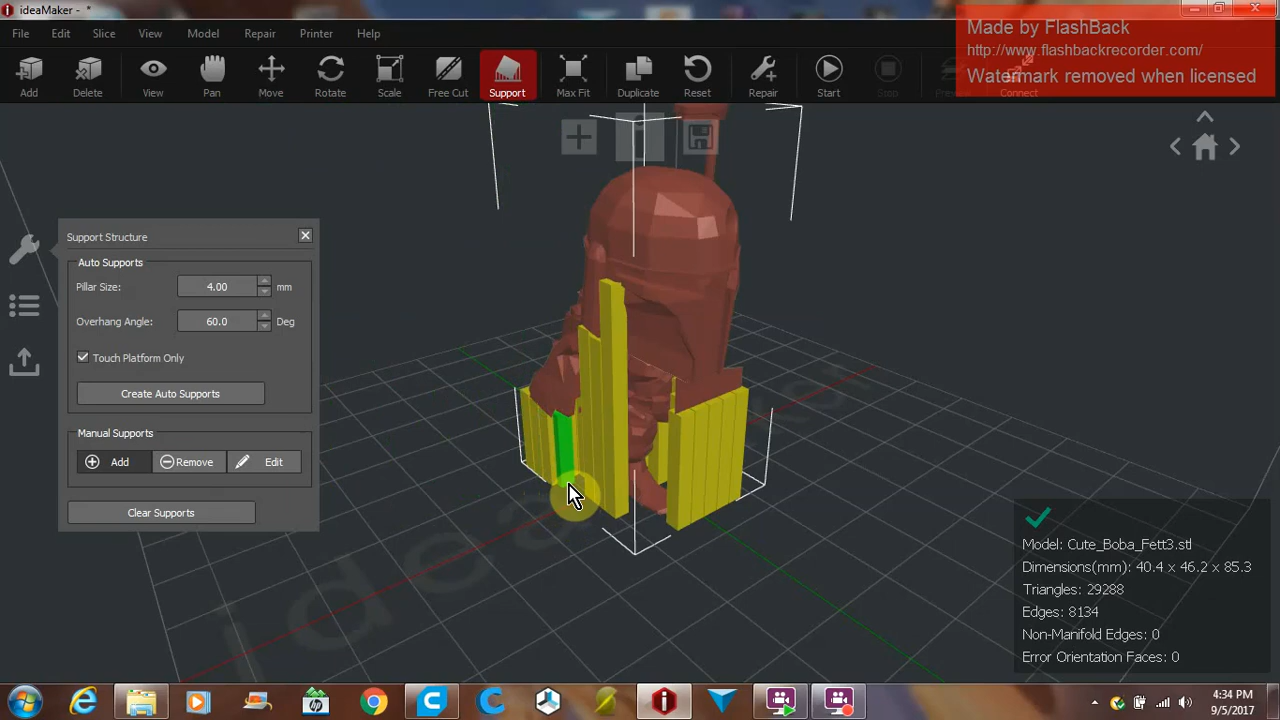 ideaMaker - *
Made by FlashBack
http://www.flashbackrecorder.com/
Watermark removed when licensed
File Edit Slice View Model Repair Printer Help
Add Delete View Pan Move Rotate Scale Free Cut Support Max Fit Duplicate Reset Repair Start Connect
Support Structure
Auto Supports
Pillar Size: 4.00 mm
Overhang Angle: 60.0 Deg
Touch Platform Only
Create Auto Supports
Manual Supports
Add Remove Edit
Clear Supports
Model: Cute_Boba_Fett3.stl
Dimensions(mm): 40.4 x 46.2 x 85.3
Triangles: 29288
Edges: 8134
Non-Manifold Edges: 0
Error Orientation Faces: 0
4:34 PM
9/5/2017